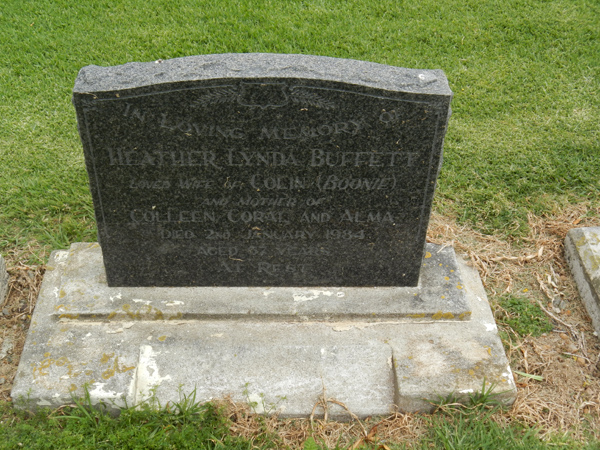 In Loving Memory Of
Heather Lynda Buffett
Loved Wife of Colin (Boonie)
and Mother of
Colleen, Coral, and Alma
Died 2nd January 1984
Aged Years
At Rest